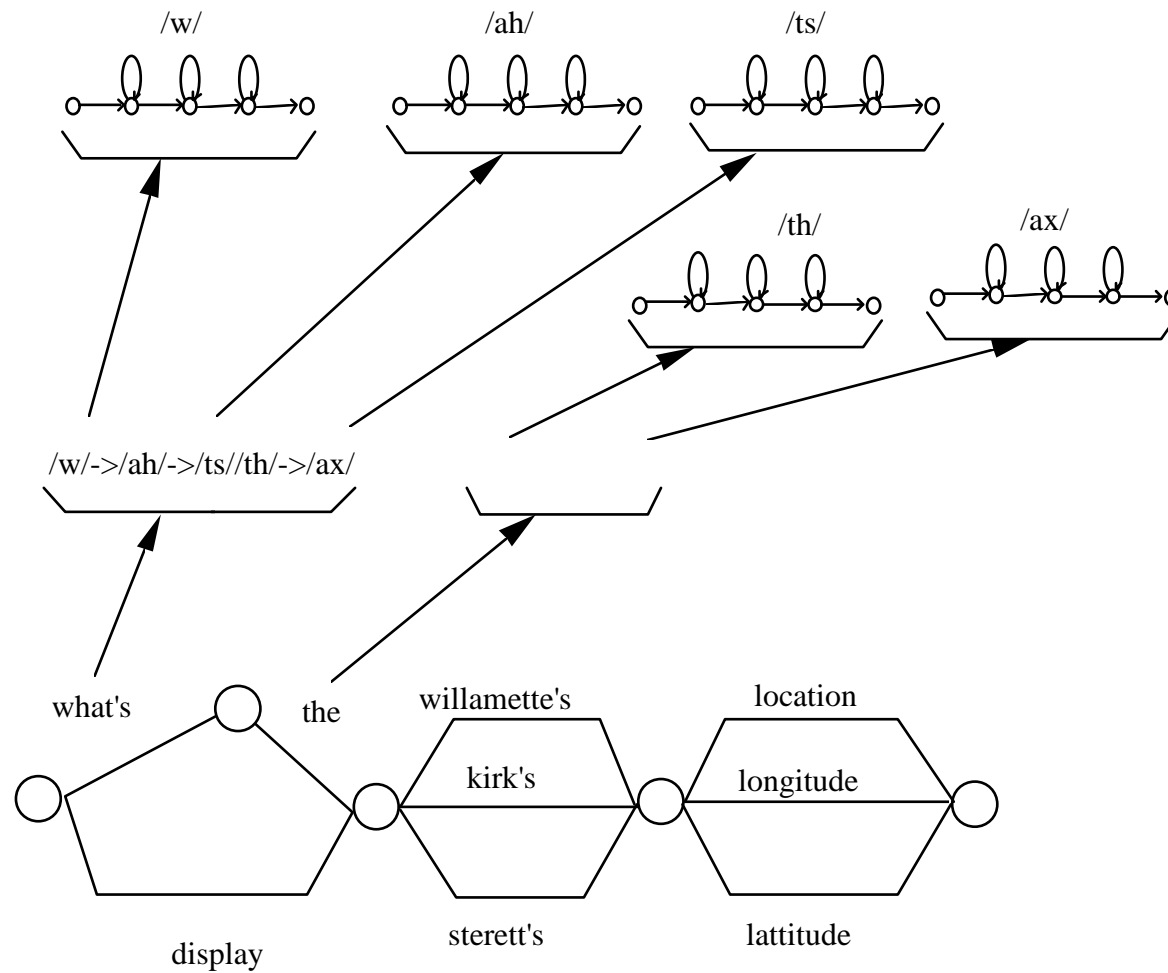 /w/ /ah/ /ts/
/th/ /ax/
/w/->/ah/->/ts//th/->/ax/
what's the willamette's location
kirk's longitude
display sterett's lattitude